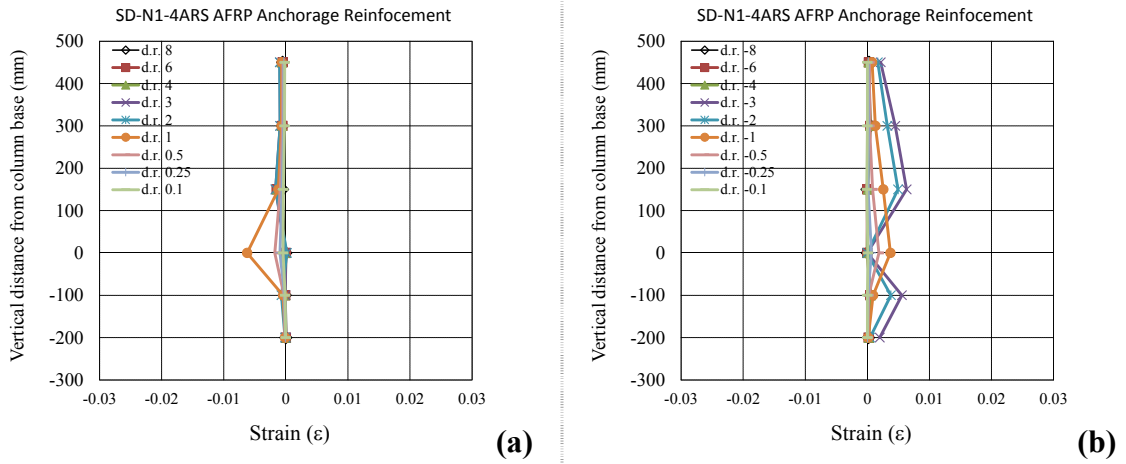 SD-N1-4ARS AFRP Anchorage Reinfocement
500
400
300
200
100
0
-100
-200
-300
-0.03
-0.02
-0.01
0
0.01
0.02
0.03
Vertical distance from column base (mm)
Strain (ε)
d.r. 8
d.r. 6
d.r. 4
d.r. 3
d.r. 2
d.r. 1
d.r. 0.5
d.r. 0.25
d.r. 0.1
(a)
SD-N1-4ARS AFRP Anchorage Reinfocement
500
400
300
200
100
0
-100
-200
-300
-0.03
-0.02
-0.01
0
0.01
0.02
0.03
Vertical distance from column base (mm)
Strain (ε)
d.r. -8
d.r. -6
d.r. -4
d.r. -3
d.r. -2
d.r. -1
d.r. -0.5
d.r. -0.25
d.r. -0.1
(b)